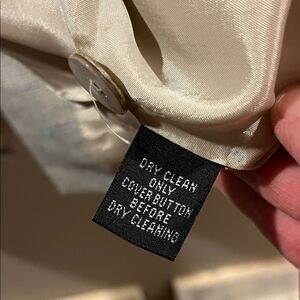 DRY CLEAN
ONLY
COVER BUTTON
BEFORE
DRY CLEANING